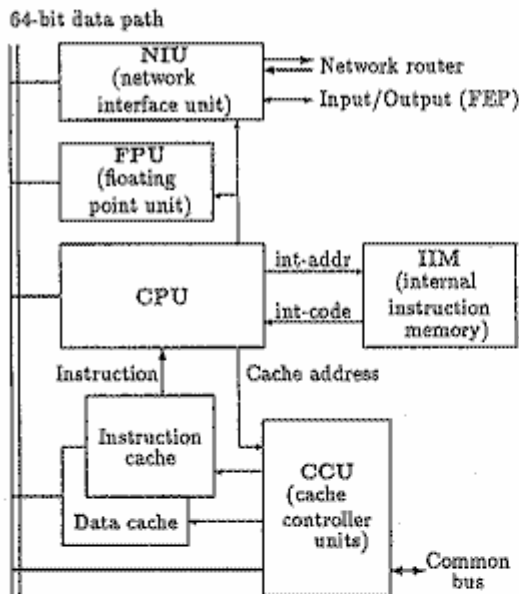 64-bit data path
NIU
(network
interface unit)
Network router
Input/Output (FEP)
FPU
(floating
point unit)
CPU
int-addr
int-code
IIM
(internal
instruction
memory)
Instruction
Cache address
Instruction
cache
Data cache
CCU
(cache
controller
units)
Common
bus